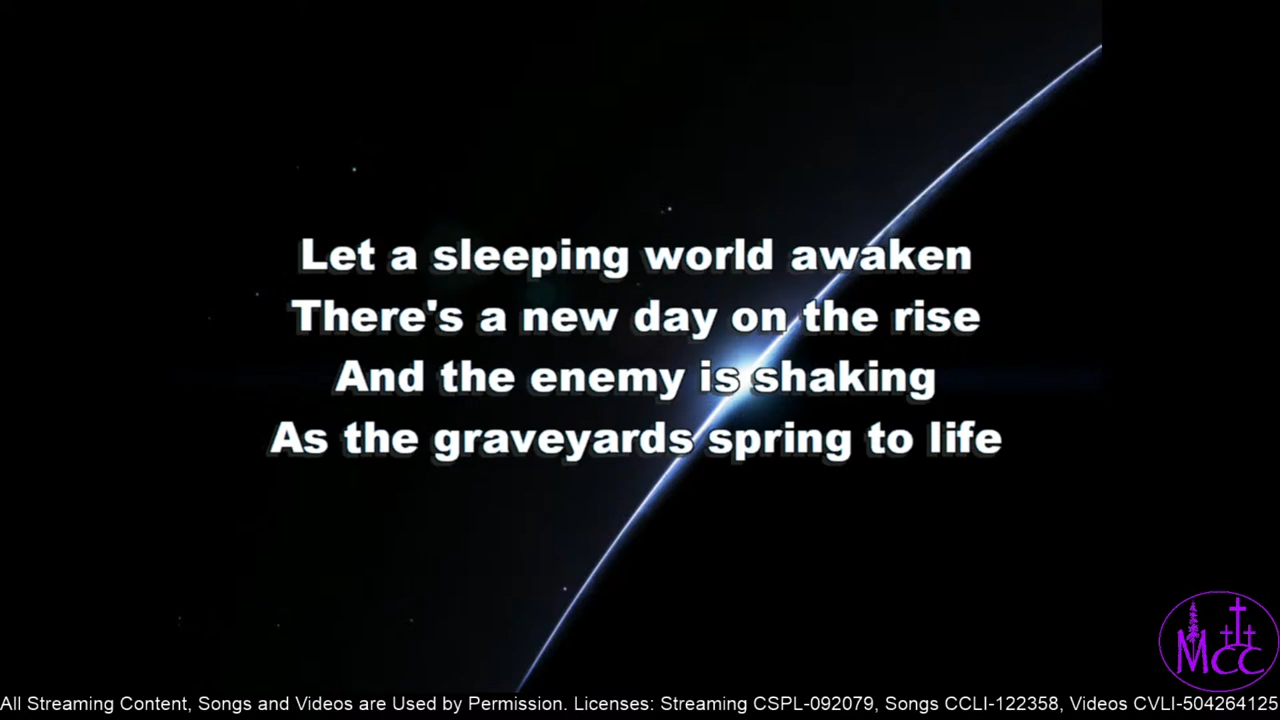 Let a sleeping world awaken
There's a new day on the rise
And the enemy is shaking
As the graveyards spring to life
MCC
All Streaming Content, Songs and Videos are Used by Permission. Licenses: Streaming CSPL-092079, Songs CCLI-122358, Videos CVLI-504264125